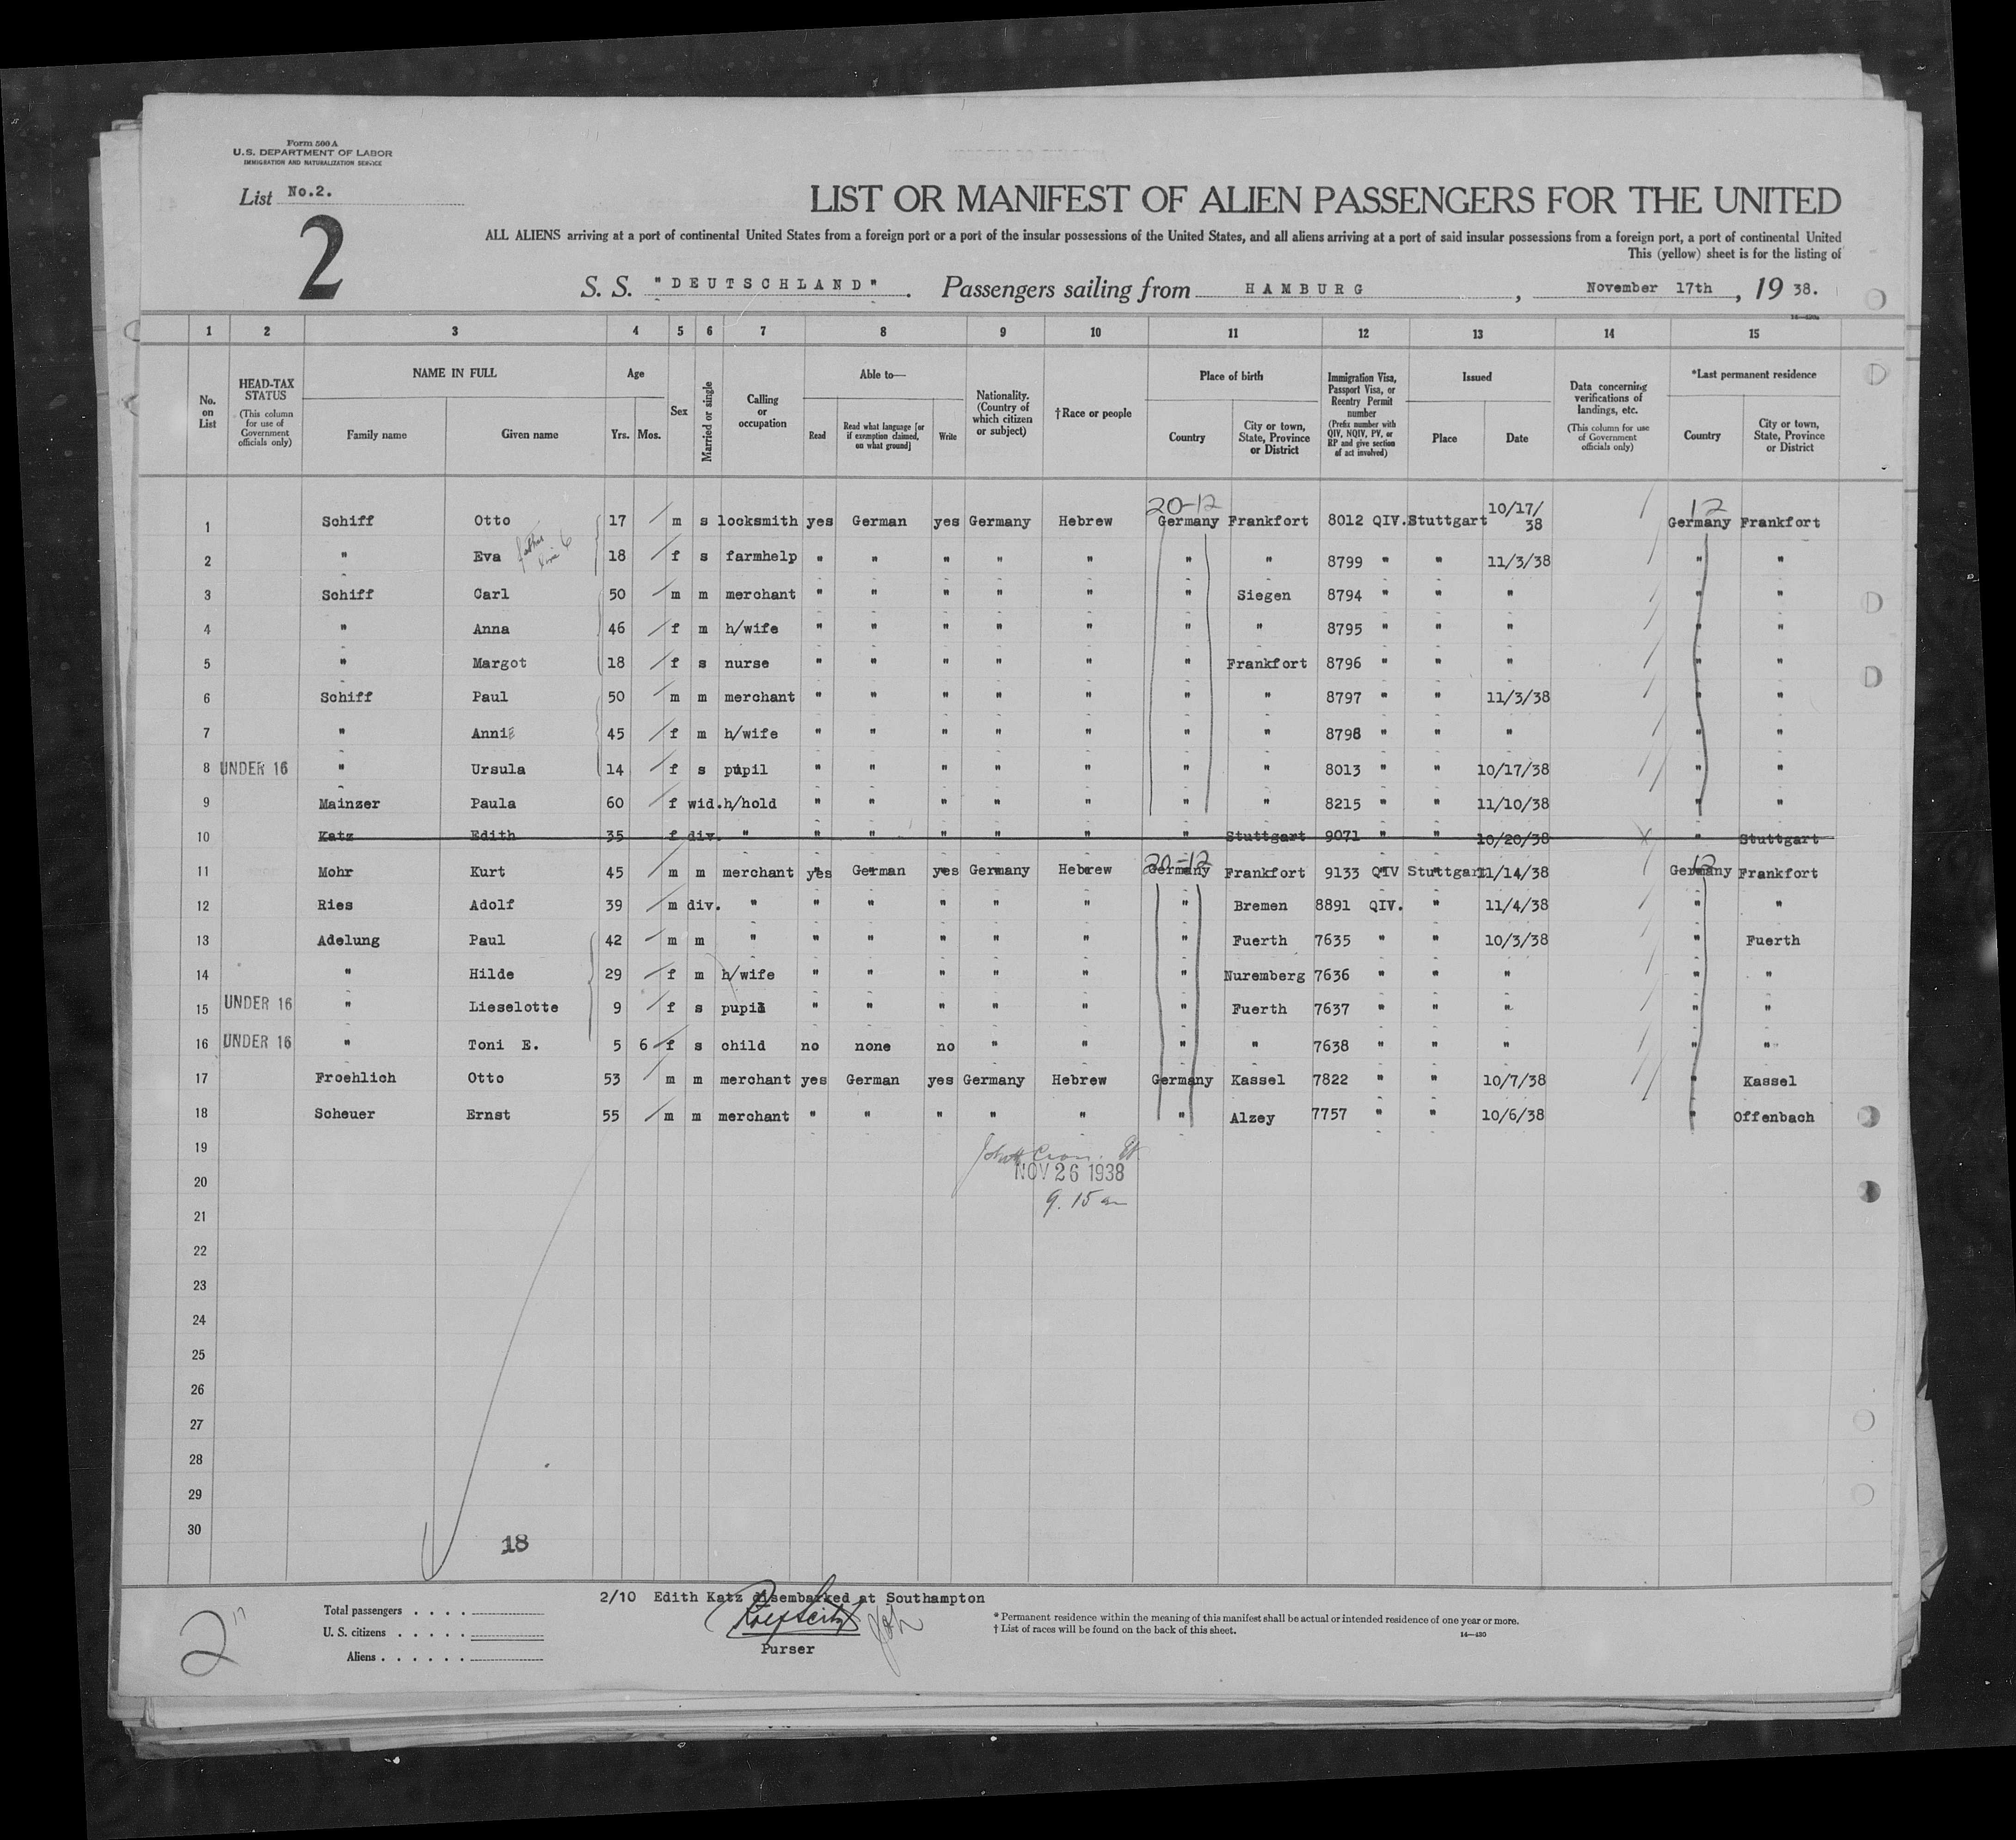 Form 500 A
U.S. DEPARTMENT OF LABOR
IMMIGRATION AND NATURALIZATION SERVICE
List No.2.
2
LIST OR MANIFEST OF ALIEN PASSENGERS FOR THE UNITED
ALL ALIENS arriving at a port of continental United States from a foreign port or a port of the insular possessions of the United States, and all aliens arriving at a port of said insular possessions from a foreign port, a port of continental United
This (yellow) sheet is for the listing of
S. S. "DEUTSCHLAND". Passengers sailing from HAMBURG, November 17th, 1938.
1 2 3 4 5 6 7 8 9 10 11 12 13 14 15
No. on List
HEAD-TAX STATUS (This column for use of Government officials only)
NAME IN FULL
Family name Given name
Age
Yrs. Mos.
Sex
Married or single
Calling or occupation
Able to—
Read Read what language [or if exemption claimed, on what ground] Write
Nationality. (Country of which citizen or subject)
†Race or people
Place of birth
Country City or town, State, Province or District
Immigration Visa, Passport Visa, or Reentry Permit number (Prefix number with QIV, NQIV, PV, or RP and give section of act involved)
Issued
Place Date
Data concerning verifications of landings, etc. (This column for use of Government officials only)
*Last permanent residence
Country City or town, State, Province or District
20-12 12
1 Schiff Otto 17 m s locksmith yes German yes Germany Hebrew Germany Frankfort 8012 QIV. Stuttgart 10/17/38 Germany Frankfort
2 " Eva 18 f s farmhelp " " " " " " " 8799 " " 11/3/38 " "
3 Schiff Carl 50 m m merchant " " " " " " Siegen 8794 " " " " "
4 " Anna 46 f m h/wife " " " " " " " 8795 " " " " "
5 " Margot 18 f s nurse " " " " " " Frankfort 8796 " " " " "
6 Schiff Paul 50 m m merchant " " " " " " " 8797 " " 11/3/38 " "
7 " Annie 45 f m h/wife " " " " " " " 8798 " " " " "
8 UNDER 16 " Ursula 14 f s pupil " " " " " " " 8013 " " 10/17/38 " "
9 Mainzer Paula 60 f wid. h/hold " " " " " " " 8215 " " 11/10/38 " "
10 Katz Edith 35 f div. " " " " " " " Stuttgart 9071 " " 10/20/38 X " Stuttgart
20-12 12
11 Mohr Kurt 45 m m merchant yes German yes Germany Hebrew Germany Frankfort 9133 QIV Stuttgart 11/14/38 Germany Frankfort
12 Ries Adolf 39 m div. " " " " " " " Bremen 8891 QIV. " 11/4/38 " "
13 Adelung Paul 42 m m " " " " " " " Fuerth 7635 " " 10/3/38 " Fuerth
14 " Hilde 29 f m h/wife " " " " " " Nuremberg 7636 " " " " "
15 UNDER 16 " Lieselotte 9 f s pupil " " " " " " Fuerth 7637 " " " " "
16 UNDER 16 " Toni E. 5 6 f s child no none no " " " " 7638 " " " " "
17 Froehlich Otto 53 m m merchant yes German yes Germany Hebrew Germany Kassel 7822 " " 10/7/38 " Kassel
18 Scheuer Ernst 55 m m merchant " " " " " " Alzey 7757 " " 10/6/38 " Offenbach
19
NOV 26 1938
20
9.15 am
21
22
23
24
25
26
27
28
29
30
18
2/10 Edith Katz disembarked at Southampton
Total passengers . . . .
U. S. citizens . . . . .
Aliens . . . . . .
Purser
* Permanent residence within the meaning of this manifest shall be actual or intended residence of one year or more.
† List of races will be found on the back of this sheet.
14—430
2